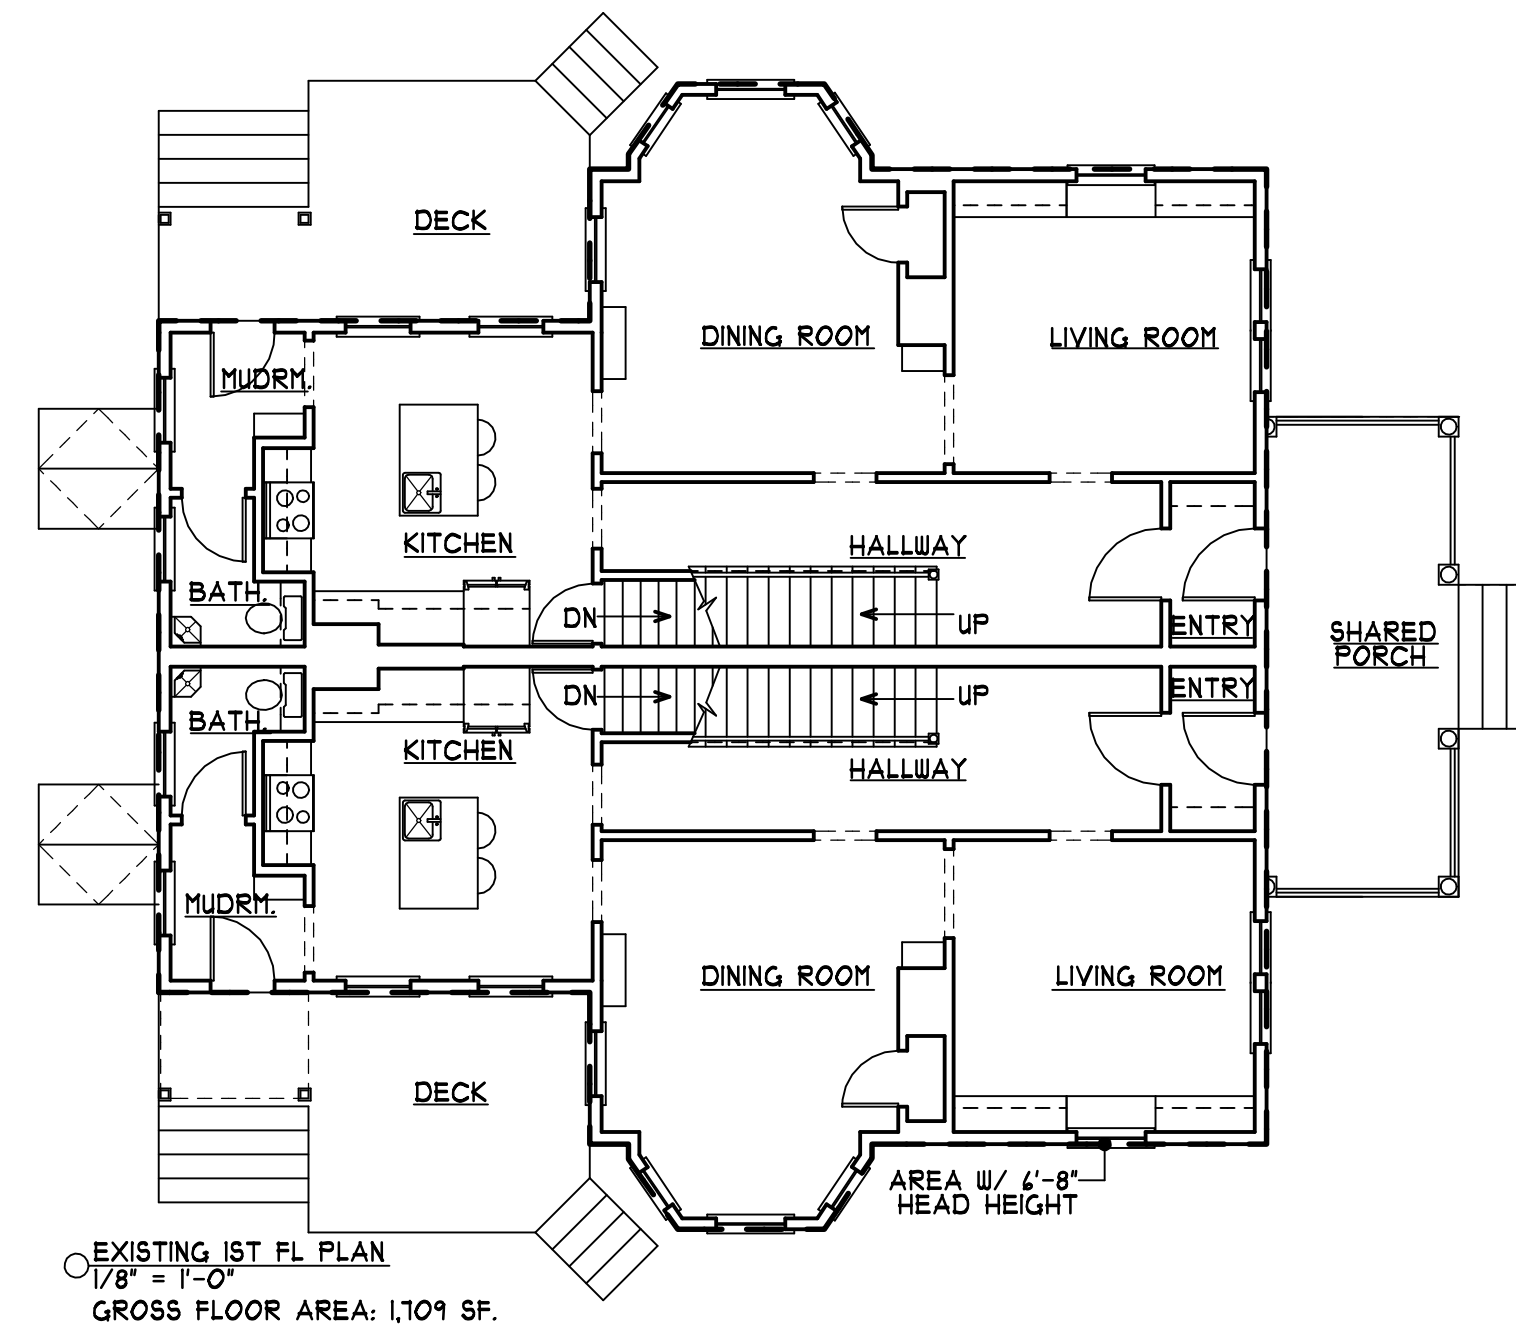 DECK
DINING ROOM
LIVING ROOM
MUDRM.
KITCHEN
HALLWAY
BATH.
DN
UP
ENTRY
SHARED
PORCH
DN
UP
ENTRY
BATH.
KITCHEN
HALLWAY
MUDRM.
DINING ROOM
LIVING ROOM
DECK
AREA W/ 6'-8"
HEAD HEIGHT
EXISTING 1ST FL PLAN
1/8" = 1'-0"
GROSS FLOOR AREA: 1,709 SF.